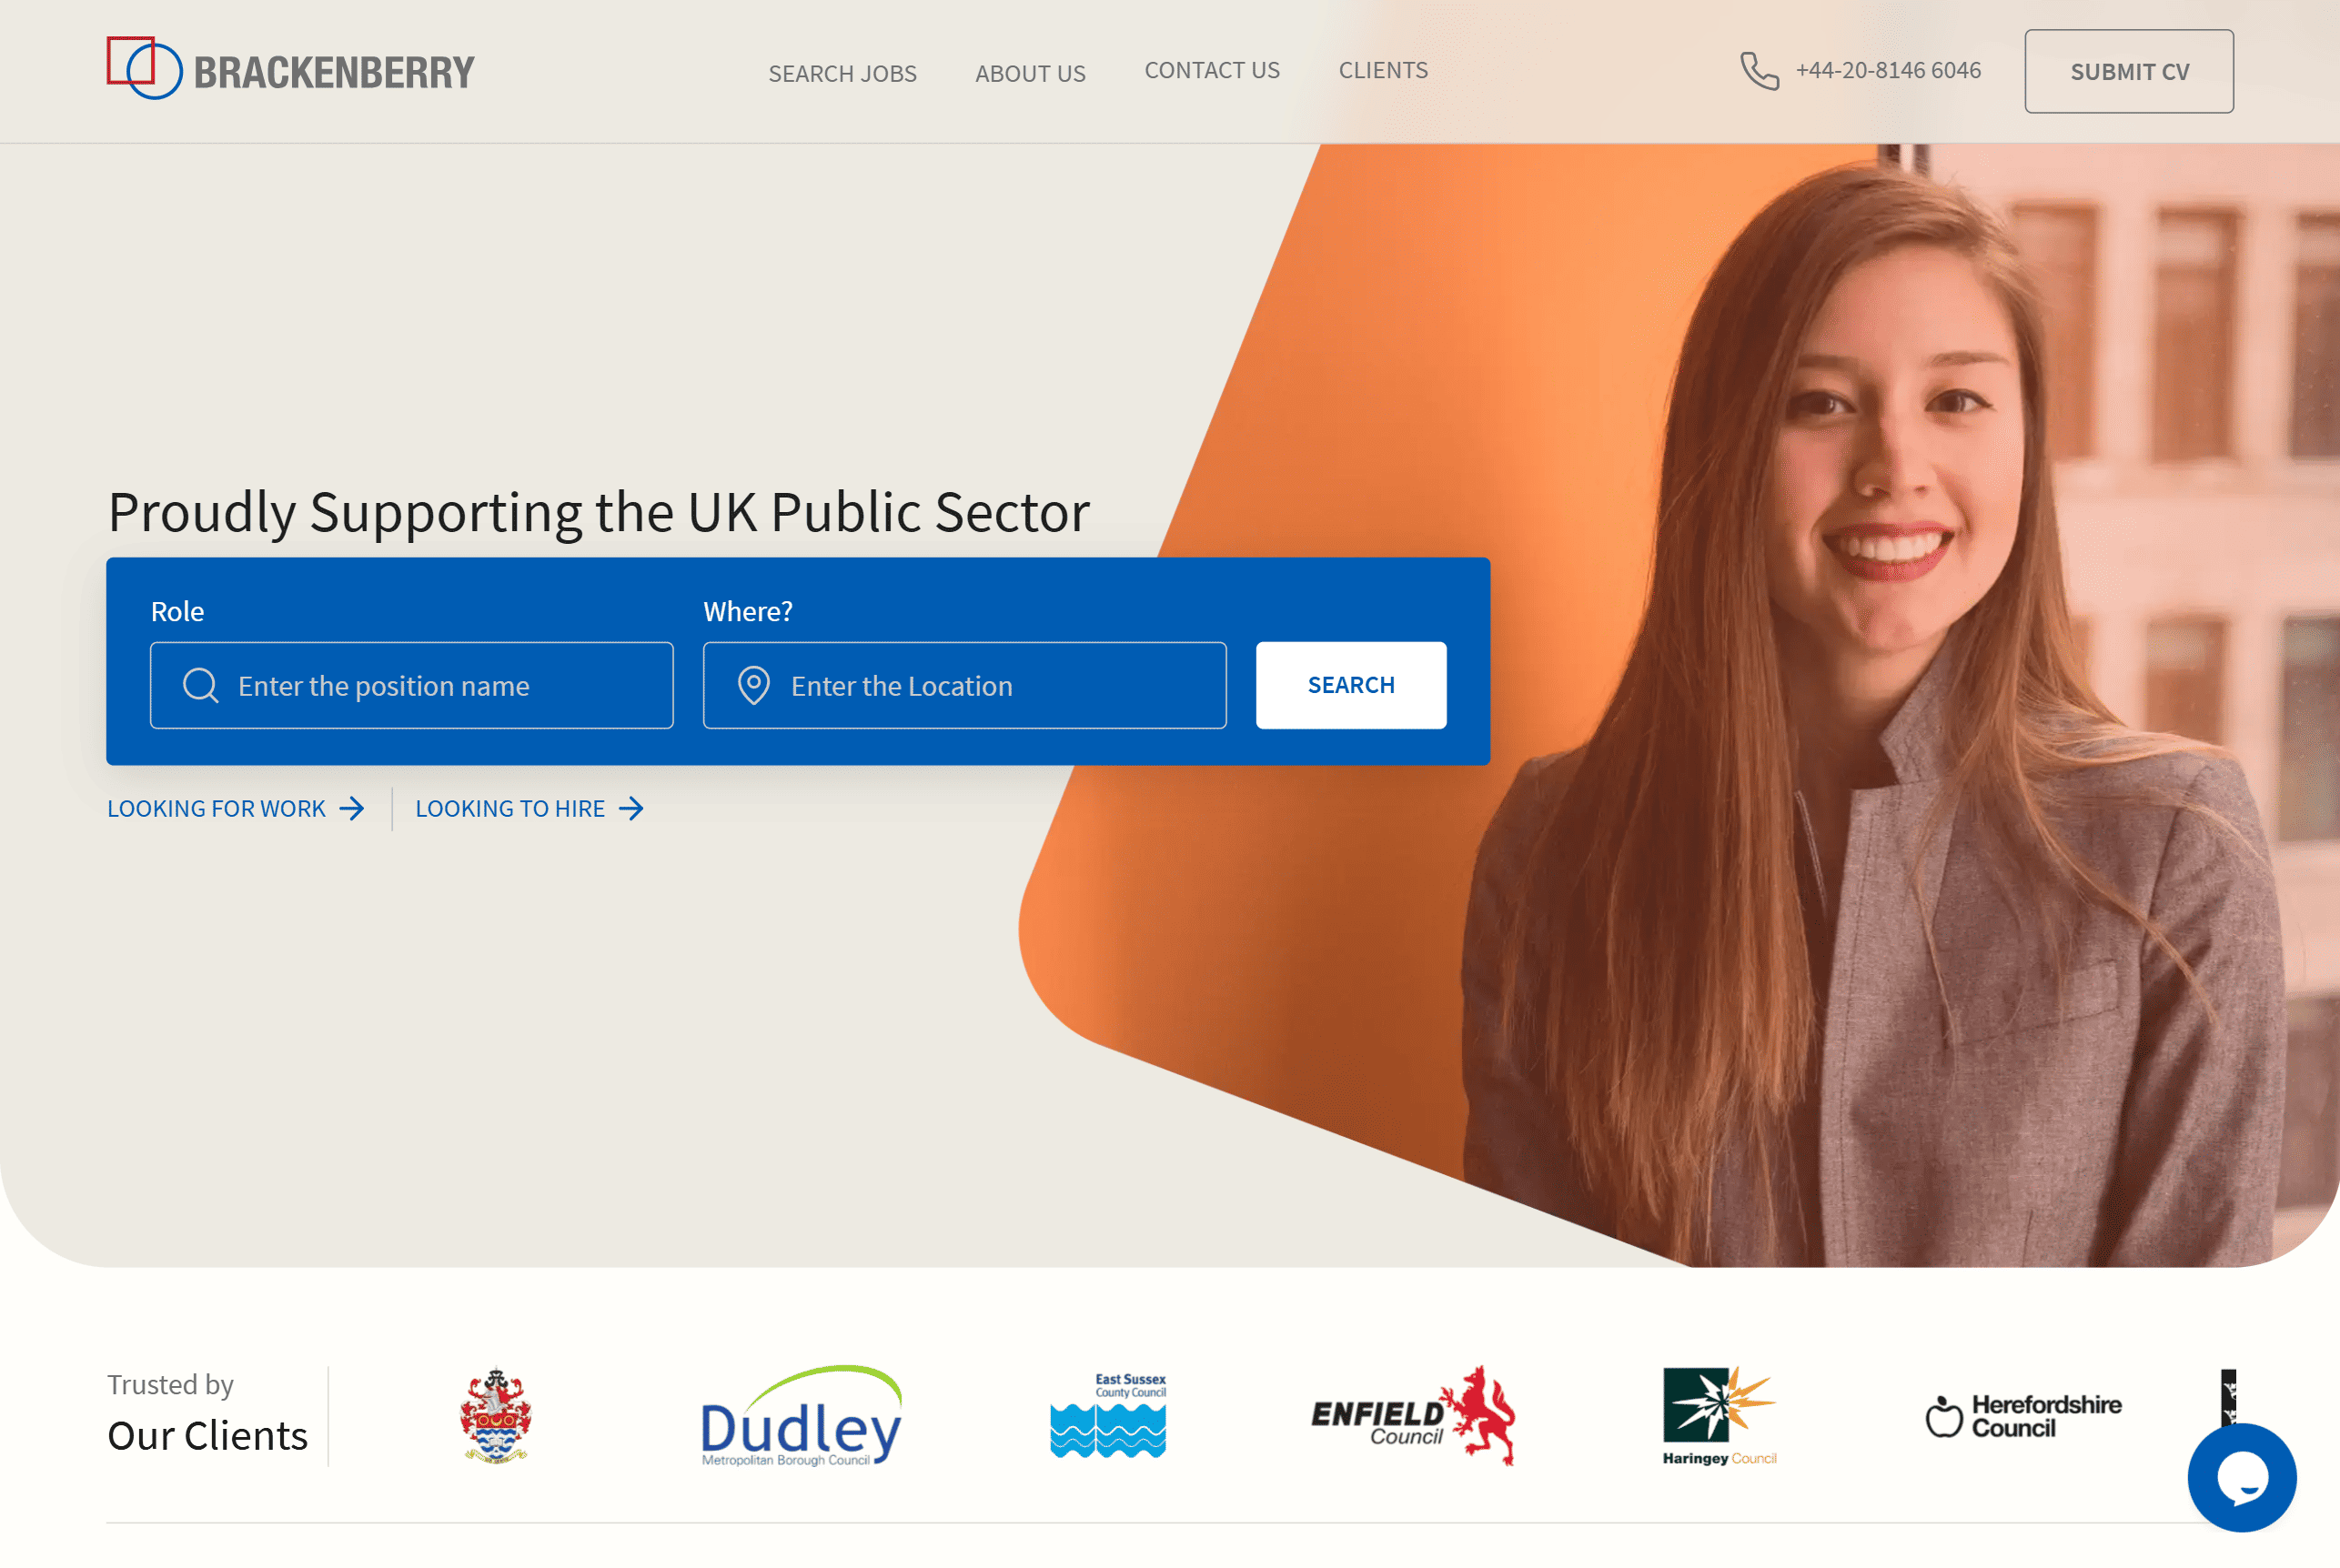 BRACKENBERRY
SEARCH JOBS
ABOUT US
CONTACT US
CLIENTS
+44-20-8146 6046
SUBMIT CV
Proudly Supporting the UK Public Sector
Role
Where?
Enter the position name
Enter the Location
SEARCH
LOOKING FOR WORK
LOOKING TO HIRE
Trusted by
Our Clients
Dudley
Metropolitan Borough Council
East Sussex
County Council
ENFIELD
Council
Haringey Council
Herefordshire
Council